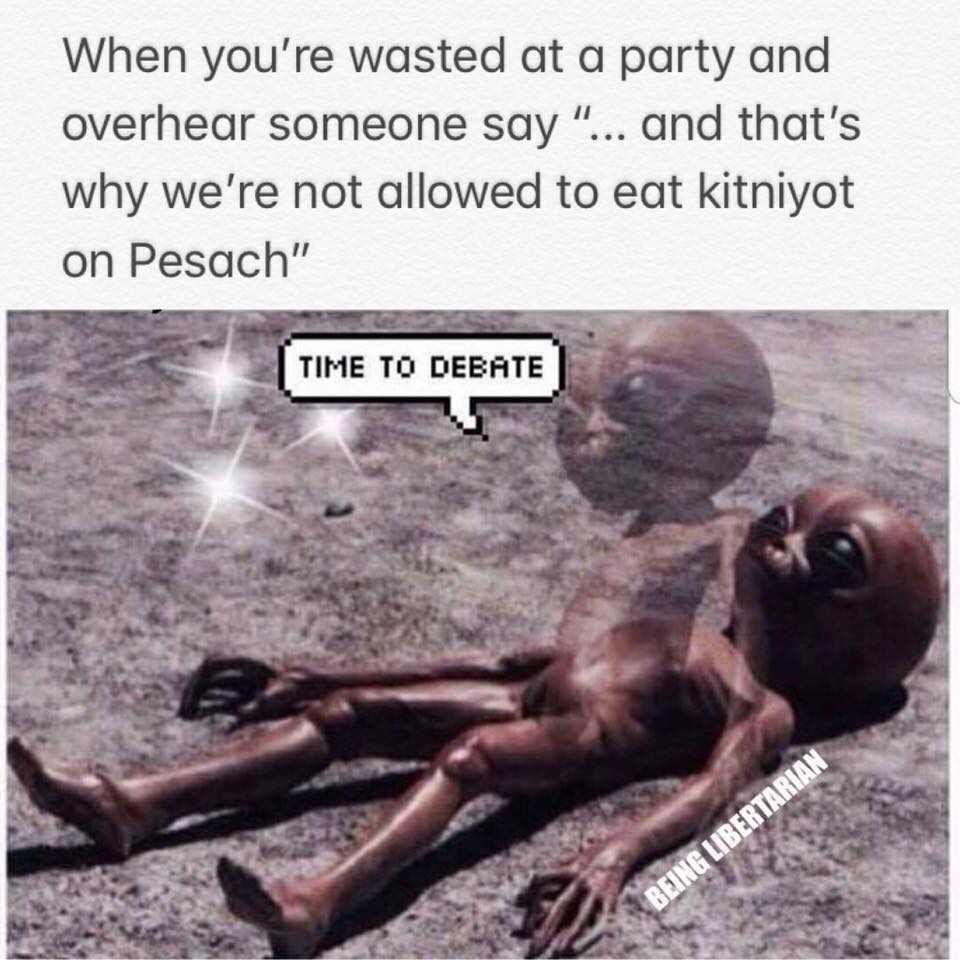 When you’re wasted at a party and
overhear someone say “... and that’s
why we’re not allowed to eat kitniyot
on Pesach”
TIME TO DEBATE
BEING LIBERTARIAN